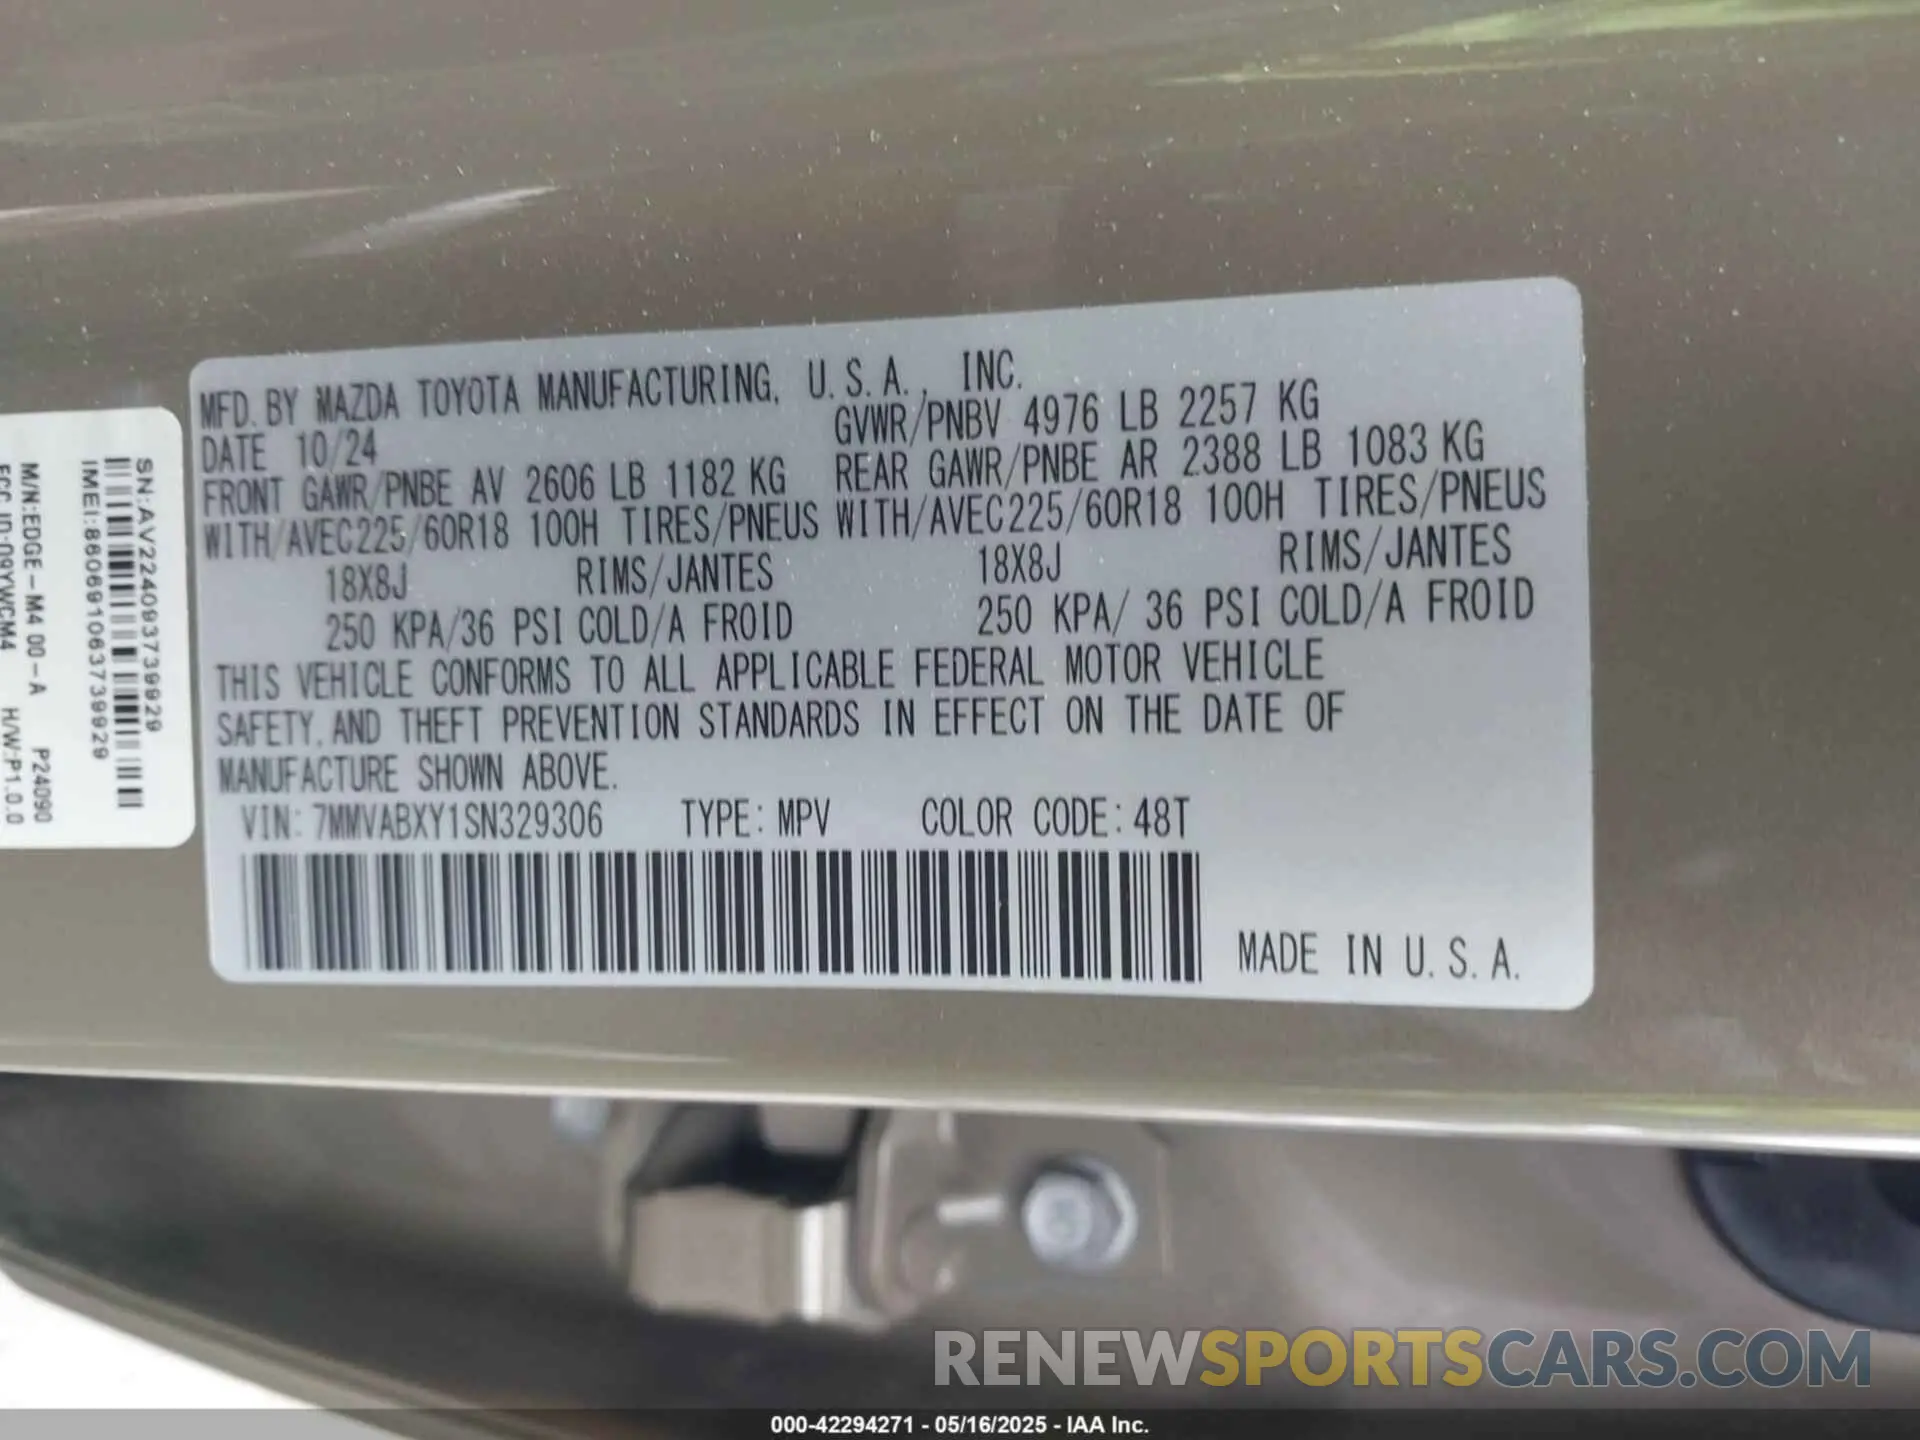 MFD. BY MAZDA TOYOTA MANUFACTURING, U.S.A., INC.
DATE 10/24
GVWR/PNBV 4976 LB 2257 KG
FRONT GAWR/PNBE AV 2606 LB 1182 KG
REAR GAWR/PNBE AR 2388 LB 1083 KG
WITH/AVEC225/60R18 100H TIRES/PNEUS WITH/AVEC225/60R18 100H TIRES/PNEUS
18X8J RIMS/JANTES 18X8J RIMS/JANTES
250 KPA/36 PSI COLD/A FROID 250 KPA/ 36 PSI COLD/A FROID
THIS VEHICLE CONFORMS TO ALL APPLICABLE FEDERAL MOTOR VEHICLE
SAFETY, AND THEFT PREVENTION STANDARDS IN EFFECT ON THE DATE OF
MANUFACTURE SHOWN ABOVE.
VIN: 7MMVABXY1SN329306 TYPE: MPV COLOR CODE: 48T
MADE IN U.S.A.
SN:AV22409373992​9
IMEI:860691063739929
M/N:EDGE-M4 00-A P24090
FCC ID:Q9YWCM4 H/W:P1.0.0
RENEWSPORTSCARS.COM
000-42294271 - 05/16/2025 - IAA Inc.